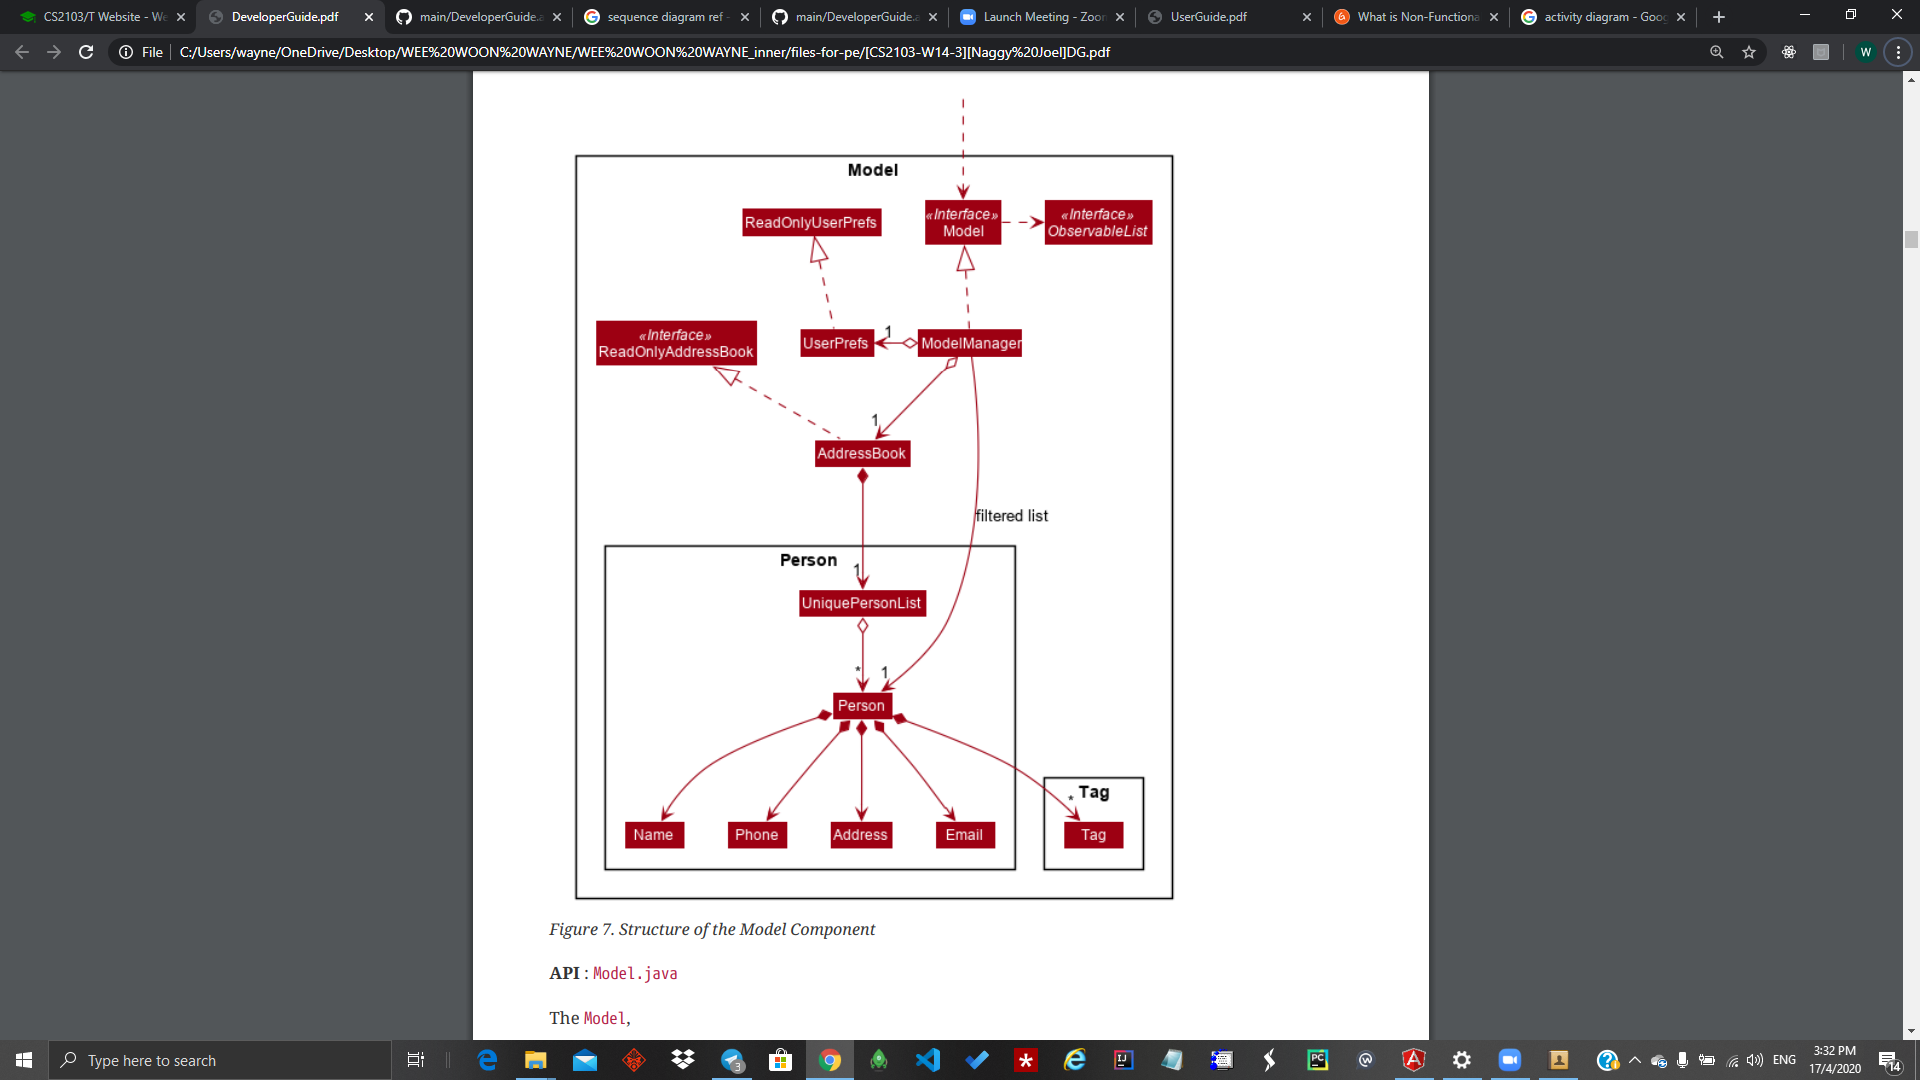 CS2103/T Website - We
DeveloperGuide.pdf
main/DeveloperGuide.a
sequence diagram ref -
main/DeveloperGuide.a
Launch Meeting - Zoom
UserGuide.pdf
What is Non-Functiona
activity diagram - Goog
File
C:/Users/wayne/OneDrive/Desktop/WEE%20WOON%20WAYNE/WEE%20WOON%20WAYNE_inner/files-for-pe/[CS2103-W14-3][Naggy%20Joel]DG.pdf
W
Model
ReadOnlyUserPrefs
«Interface»
Model
«Interface»
ObservableList
«Interface»
ReadOnlyAddressBook
UserPrefs
1
ModelManager
1
AddressBook
filtered list
Person
1
UniquePersonList
*
1
Person
Tag
*
Name
Phone
Address
Email
Tag
Figure 7. Structure of the Model Component
API : Model.java
The Model,
Type here to search
3
ENG
3:32 PM
17/4/2020
14